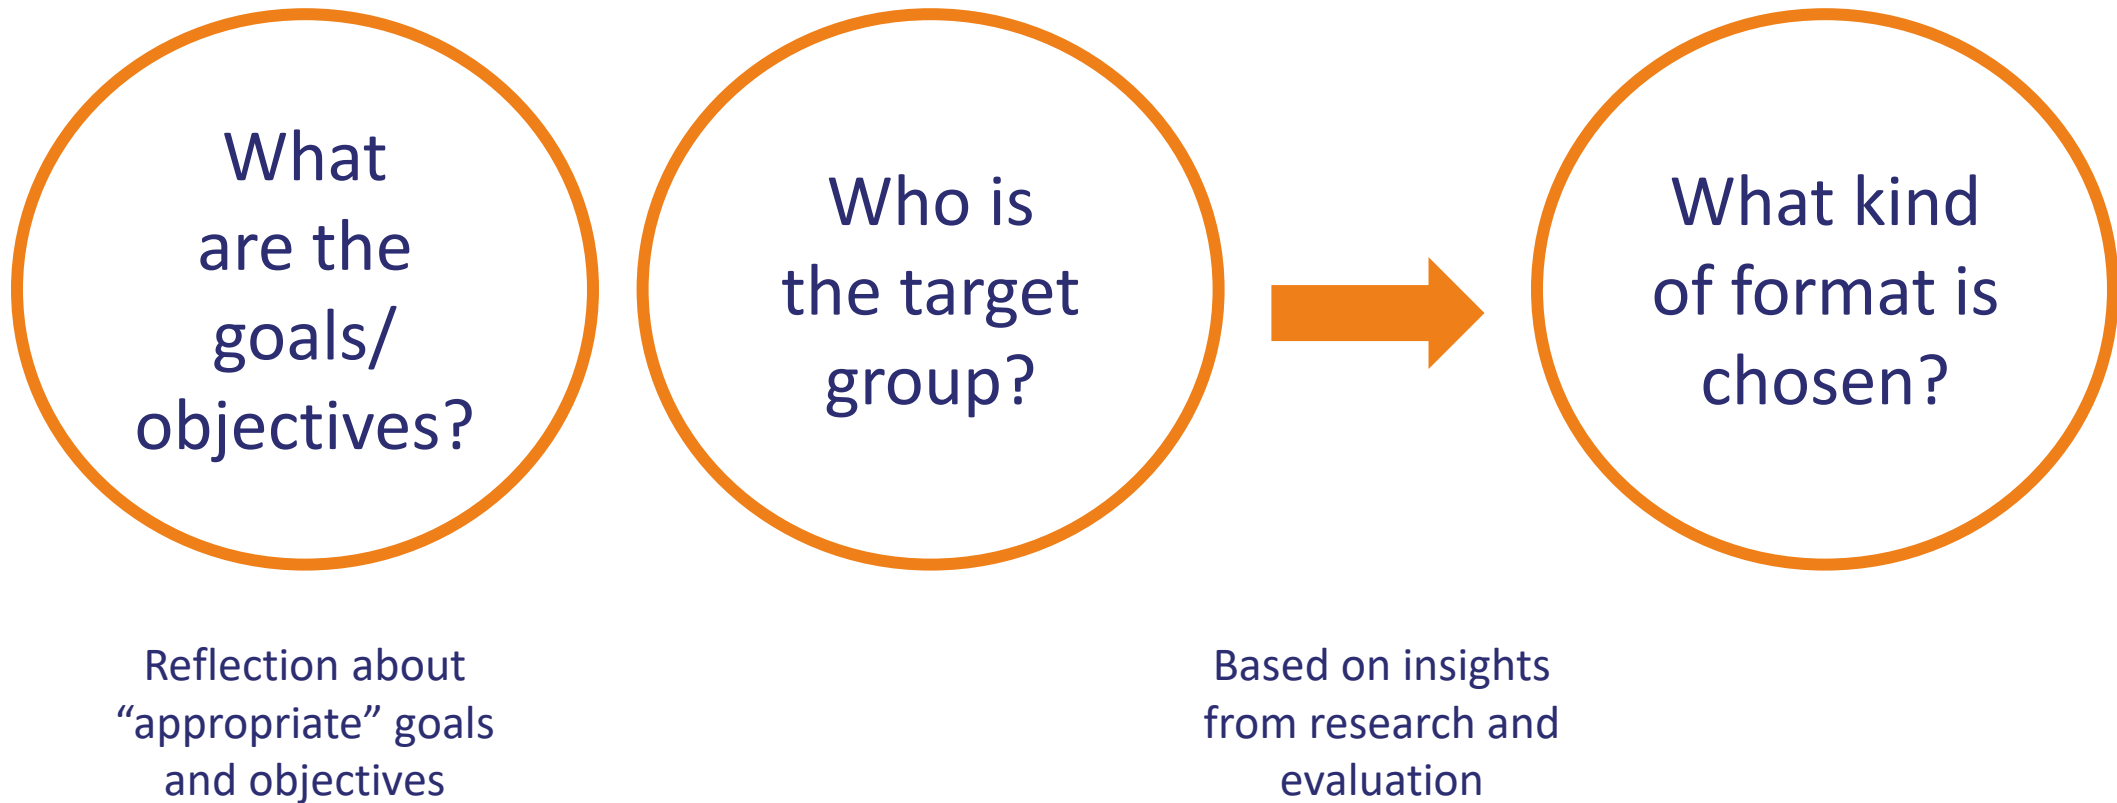 What
are the
goals/
objectives?
Who is
the target
group?
What kind
of format is
chosen?
Reflection about
“appropriate” goals
and objectives
Based on insights
from research and
evaluation